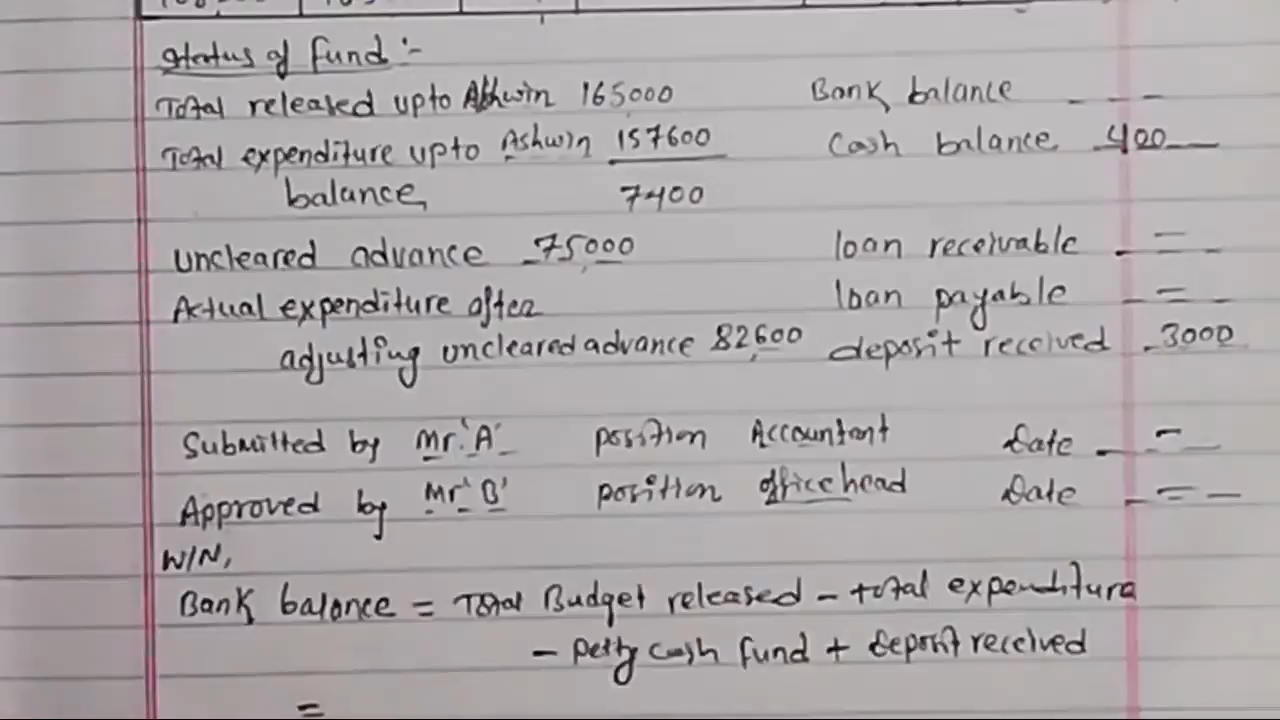 Status of fund :-
Total released upto Ashwin 165000 Bank balance - - -
Total expenditure upto Ashwin 157600 Cash balance 400
balance 7400
Uncleared advance 75000 loan receivable - = -
Actual expenditure after loan payable - = -
adjusting uncleared advance 82600 deposit received 3000
Submitted by Mr. 'A' position Accountant Date - = -
Approved by Mr. 'B' position office head Date - = -
W/N,
Bank balance = Total Budget released - total expenditure
- petty cash fund + deposit received
=